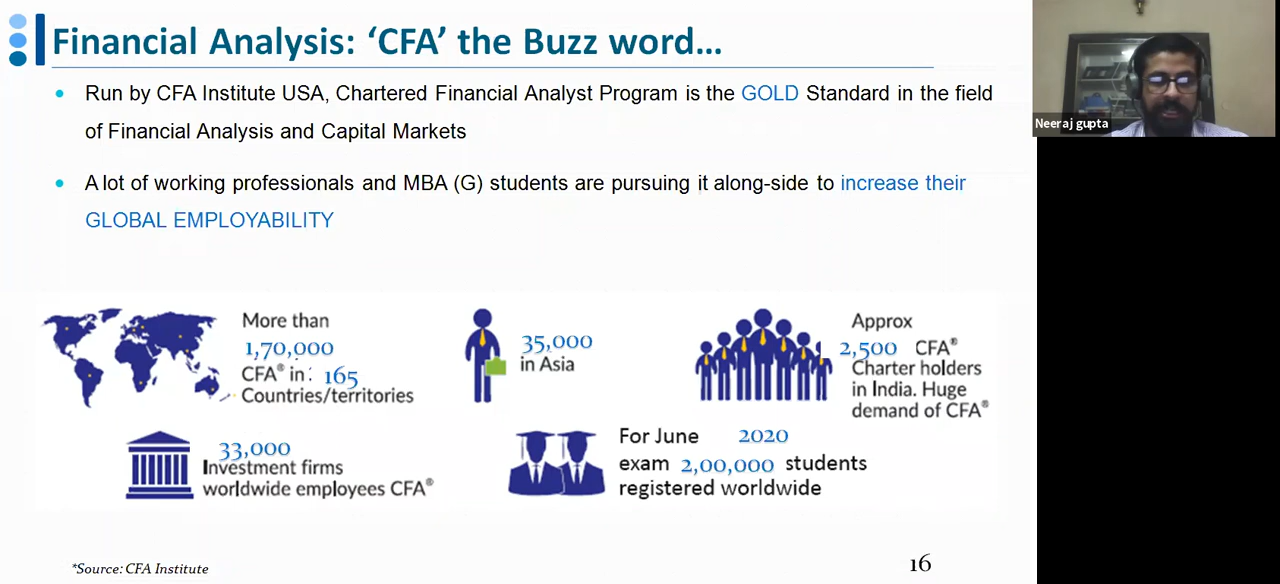 Financial Analysis: ‘CFA’ the Buzz word…
Run by CFA Institute USA, Chartered Financial Analyst Program is the GOLD Standard in the field
of Financial Analysis and Capital Markets
A lot of working professionals and MBA (G) students are pursuing it along-side to increase their
GLOBAL EMPLOYABILITY
More than
1,70,000
CFA® in: 165
Countries/territories
35,000
in Asia
Approx
2,500 CFA®
Charter holders
in India. Huge
demand of CFA®
33,000
Investment firms
worldwide employees CFA®
For June 2020
exam 2,00,000 students
registered worldwide
*Source: CFA Institute
16
Neeraj gupta